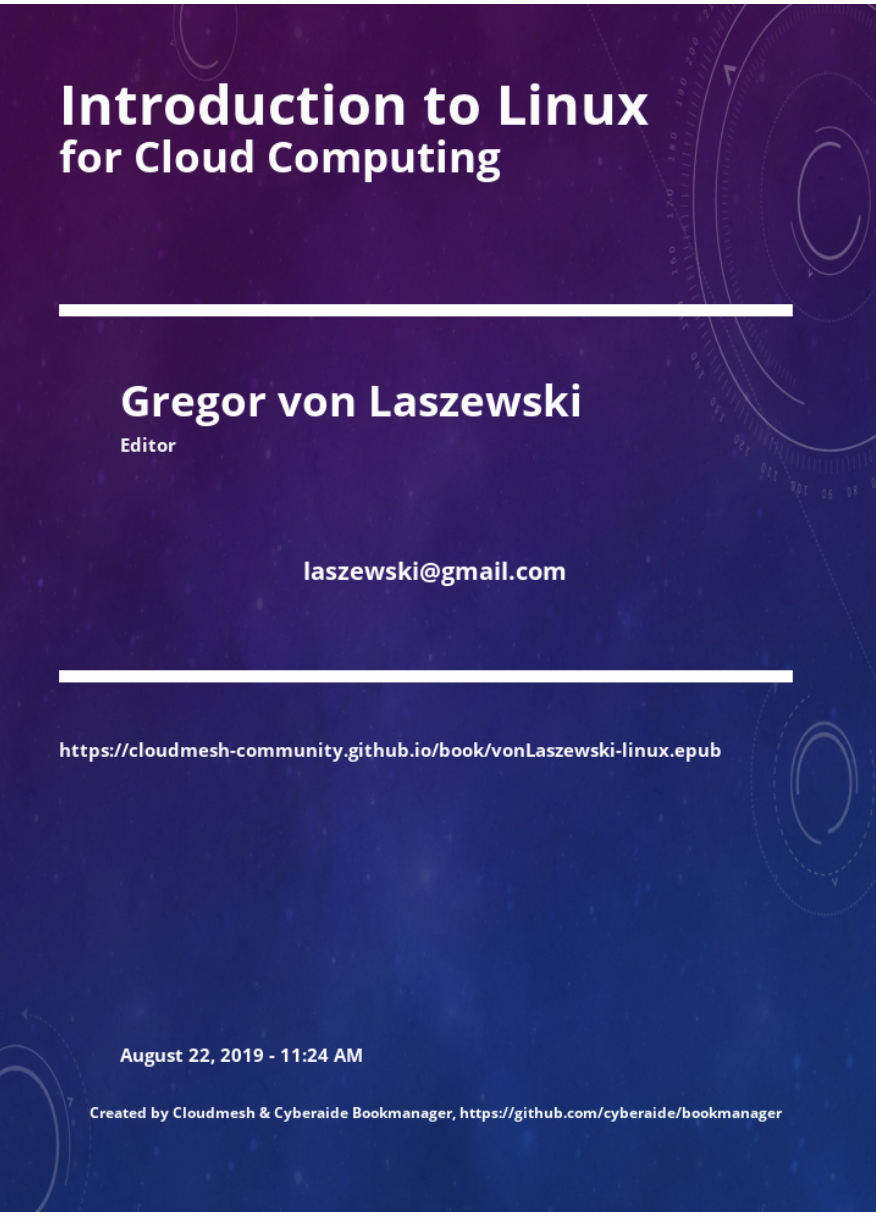 Introduction to Linux
for Cloud Computing
Gregor von Laszewski
Editor
laszewski@gmail.com
https://cloudmesh-community.github.io/book/vonLaszewski-linux.epub
August 22, 2019 - 11:24 AM
Created by Cloudmesh & Cyberaide Bookmanager, https://github.com/cyberaide/bookmanager